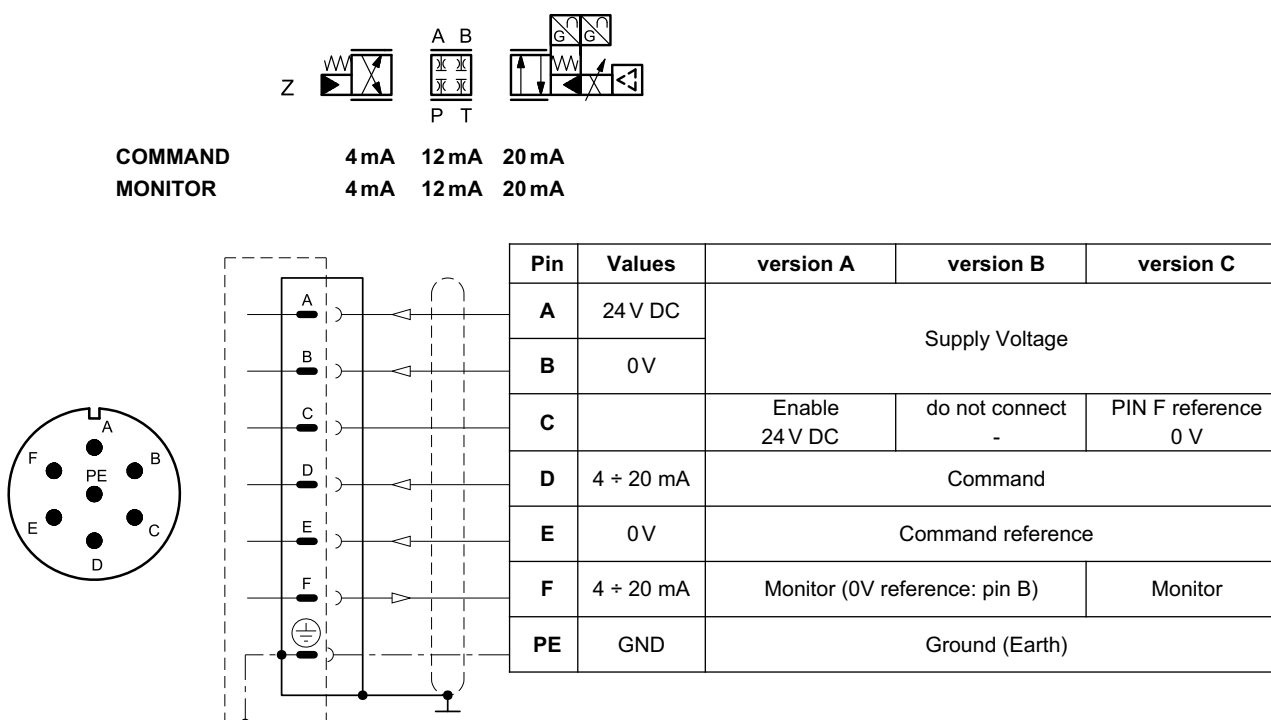 G G
A B
Z
P T
COMMAND 4 mA 12 mA 20 mA
MONITOR 4 mA 12 mA 20 mA
Pin Values version A version B version C
A 24 V DC Supply Voltage
B 0 V
C Enable 24 V DC do not connect - PIN F reference 0 V
D 4 ÷ 20 mA Command
E 0 V Command reference
F 4 ÷ 20 mA Monitor (0V reference: pin B) Monitor
PE GND Ground (Earth)
A
B
C
D
E
F
A
F B
PE
E C
D